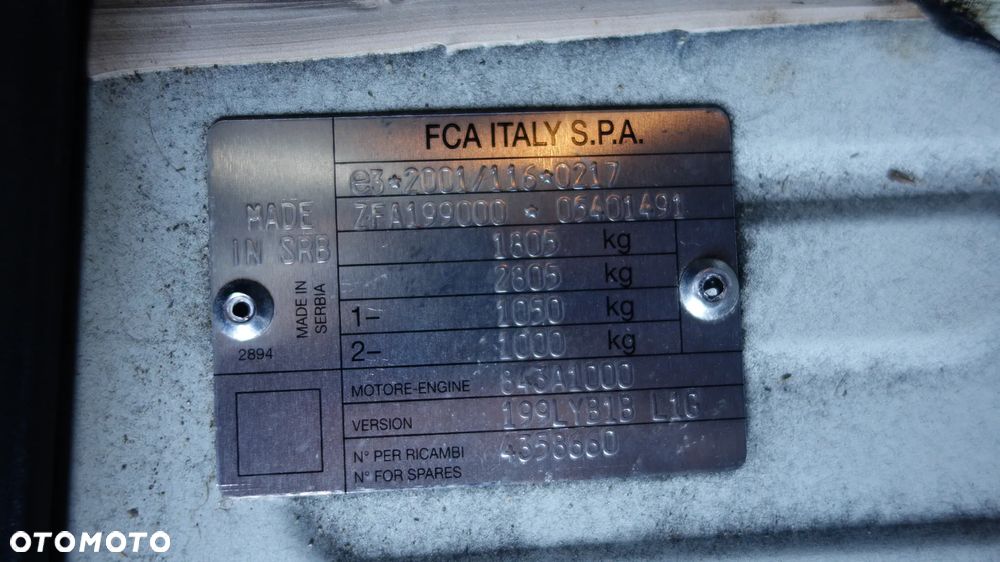 FCA ITALY S.P.A.
e3*2001/116*0217
ZFA199000 * 05401491
MADE IN SRB
1805 kg
2805 kg
1- 1050 kg
2- 1000 kg
MADE IN SERBIA
2894
MOTORE-ENGINE 843A1000
VERSION 199LYB1B L1G
N° PER RICAMBI
N° FOR SPARES 4358660
OTOMOTO